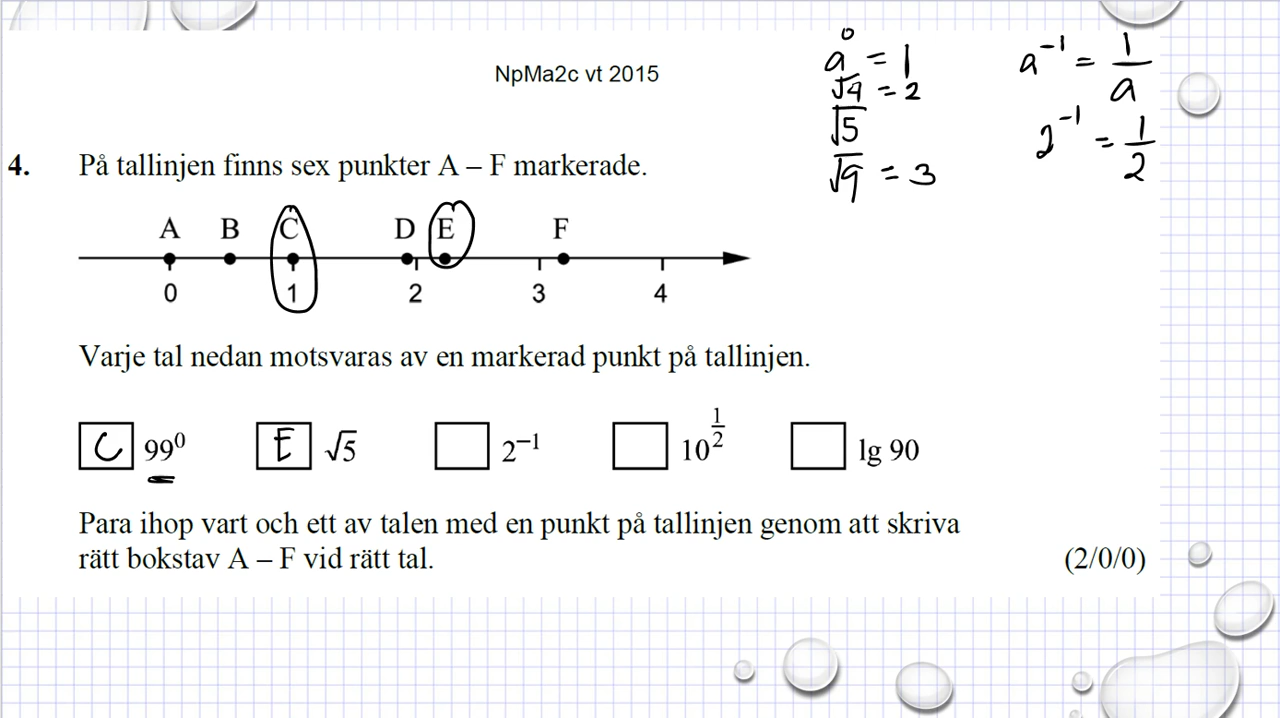 NpMa2c vt 2015
a⁰ = 1
√4 = 2
√5
√9 = 3
a⁻¹ = 1/a
2⁻¹ = 1/2
4. På tallinjen finns sex punkter A – F markerade.
A B C D E F
0 1 2 3 4
Varje tal nedan motsvaras av en markerad punkt på tallinjen.
C 99⁰ E √5 2⁻¹ 10^(1/2) lg 90
Para ihop vart och ett av talen med en punkt på tallinjen genom att skriva
rätt bokstav A – F vid rätt tal. (2/0/0)